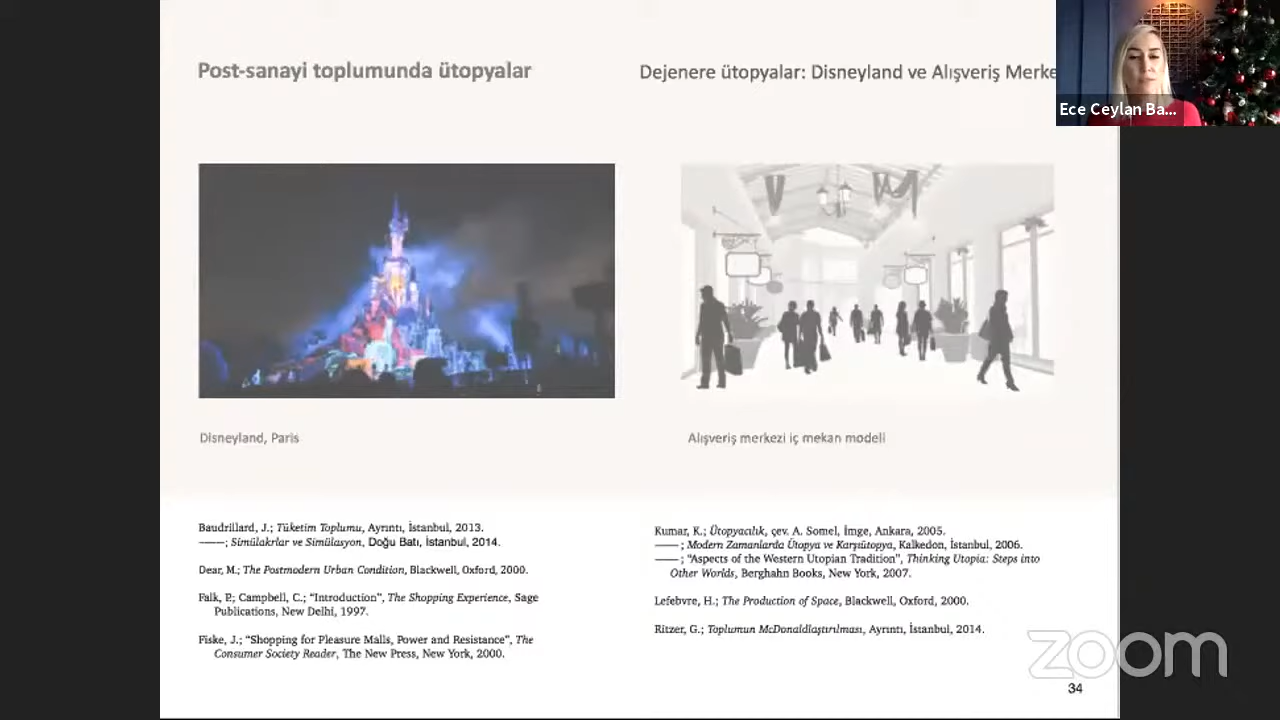 Post-sanayi toplumunda ütopyalar
Dejenere ütopyalar: Disneyland ve Alışveriş Merke
Ece Ceylan Ba...
Disneyland, Paris
Alışveriş merkezi iç mekan modeli
Baudrillard, J.; Tüketim Toplumu, Ayrıntı, İstanbul, 2013.
——; Simülakrlar ve Simülasyon, Doğu Batı, İstanbul, 2014.
Dear, M.; The Postmodern Urban Condition, Blackwell, Oxford, 2000.
Falk, P.; Campbell, C.; “Introduction”, The Shopping Experience, Sage
Publications, New Delhi, 1997.
Fiske, J.; “Shopping for Pleasure Malls, Power and Resistance”, The
Consumer Society Reader, The New Press, New York, 2000.
Kumar, K.; Ütopyacılık, çev. A. Somel, İmge, Ankara, 2005.
——; Modern Zamanlarda Ütopya ve Karşıütopya, Kalkedon, İstanbul, 2006.
——; “Aspects of the Western Utopian Tradition”, Thinking Utopia: Steps into
Other Worlds, Berghahn Books, New York, 2007.
Lefebvre, H.; The Production of Space, Blackwell, Oxford, 2000.
Ritzer, G.; Toplumun McDonaldlaştırılması, Ayrıntı, İstanbul, 2014.
zoom
34